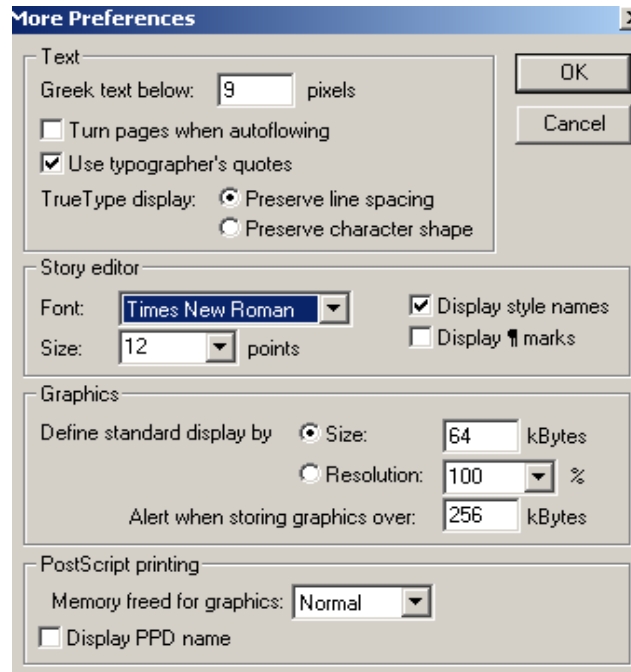 More Preferences
Text
Greek text below: 9 pixels
OK
Turn pages when autoflowing
Cancel
Use typographer's quotes
TrueType display: Preserve line spacing
Preserve character shape
Story editor
Font: Times New Roman Display style names
Size: 12 points Display ¶ marks
Graphics
Define standard display by Size: 64 kBytes
Resolution: 100 %
Alert when storing graphics over: 256 kBytes
PostScript printing
Memory freed for graphics: Normal
Display PPD name